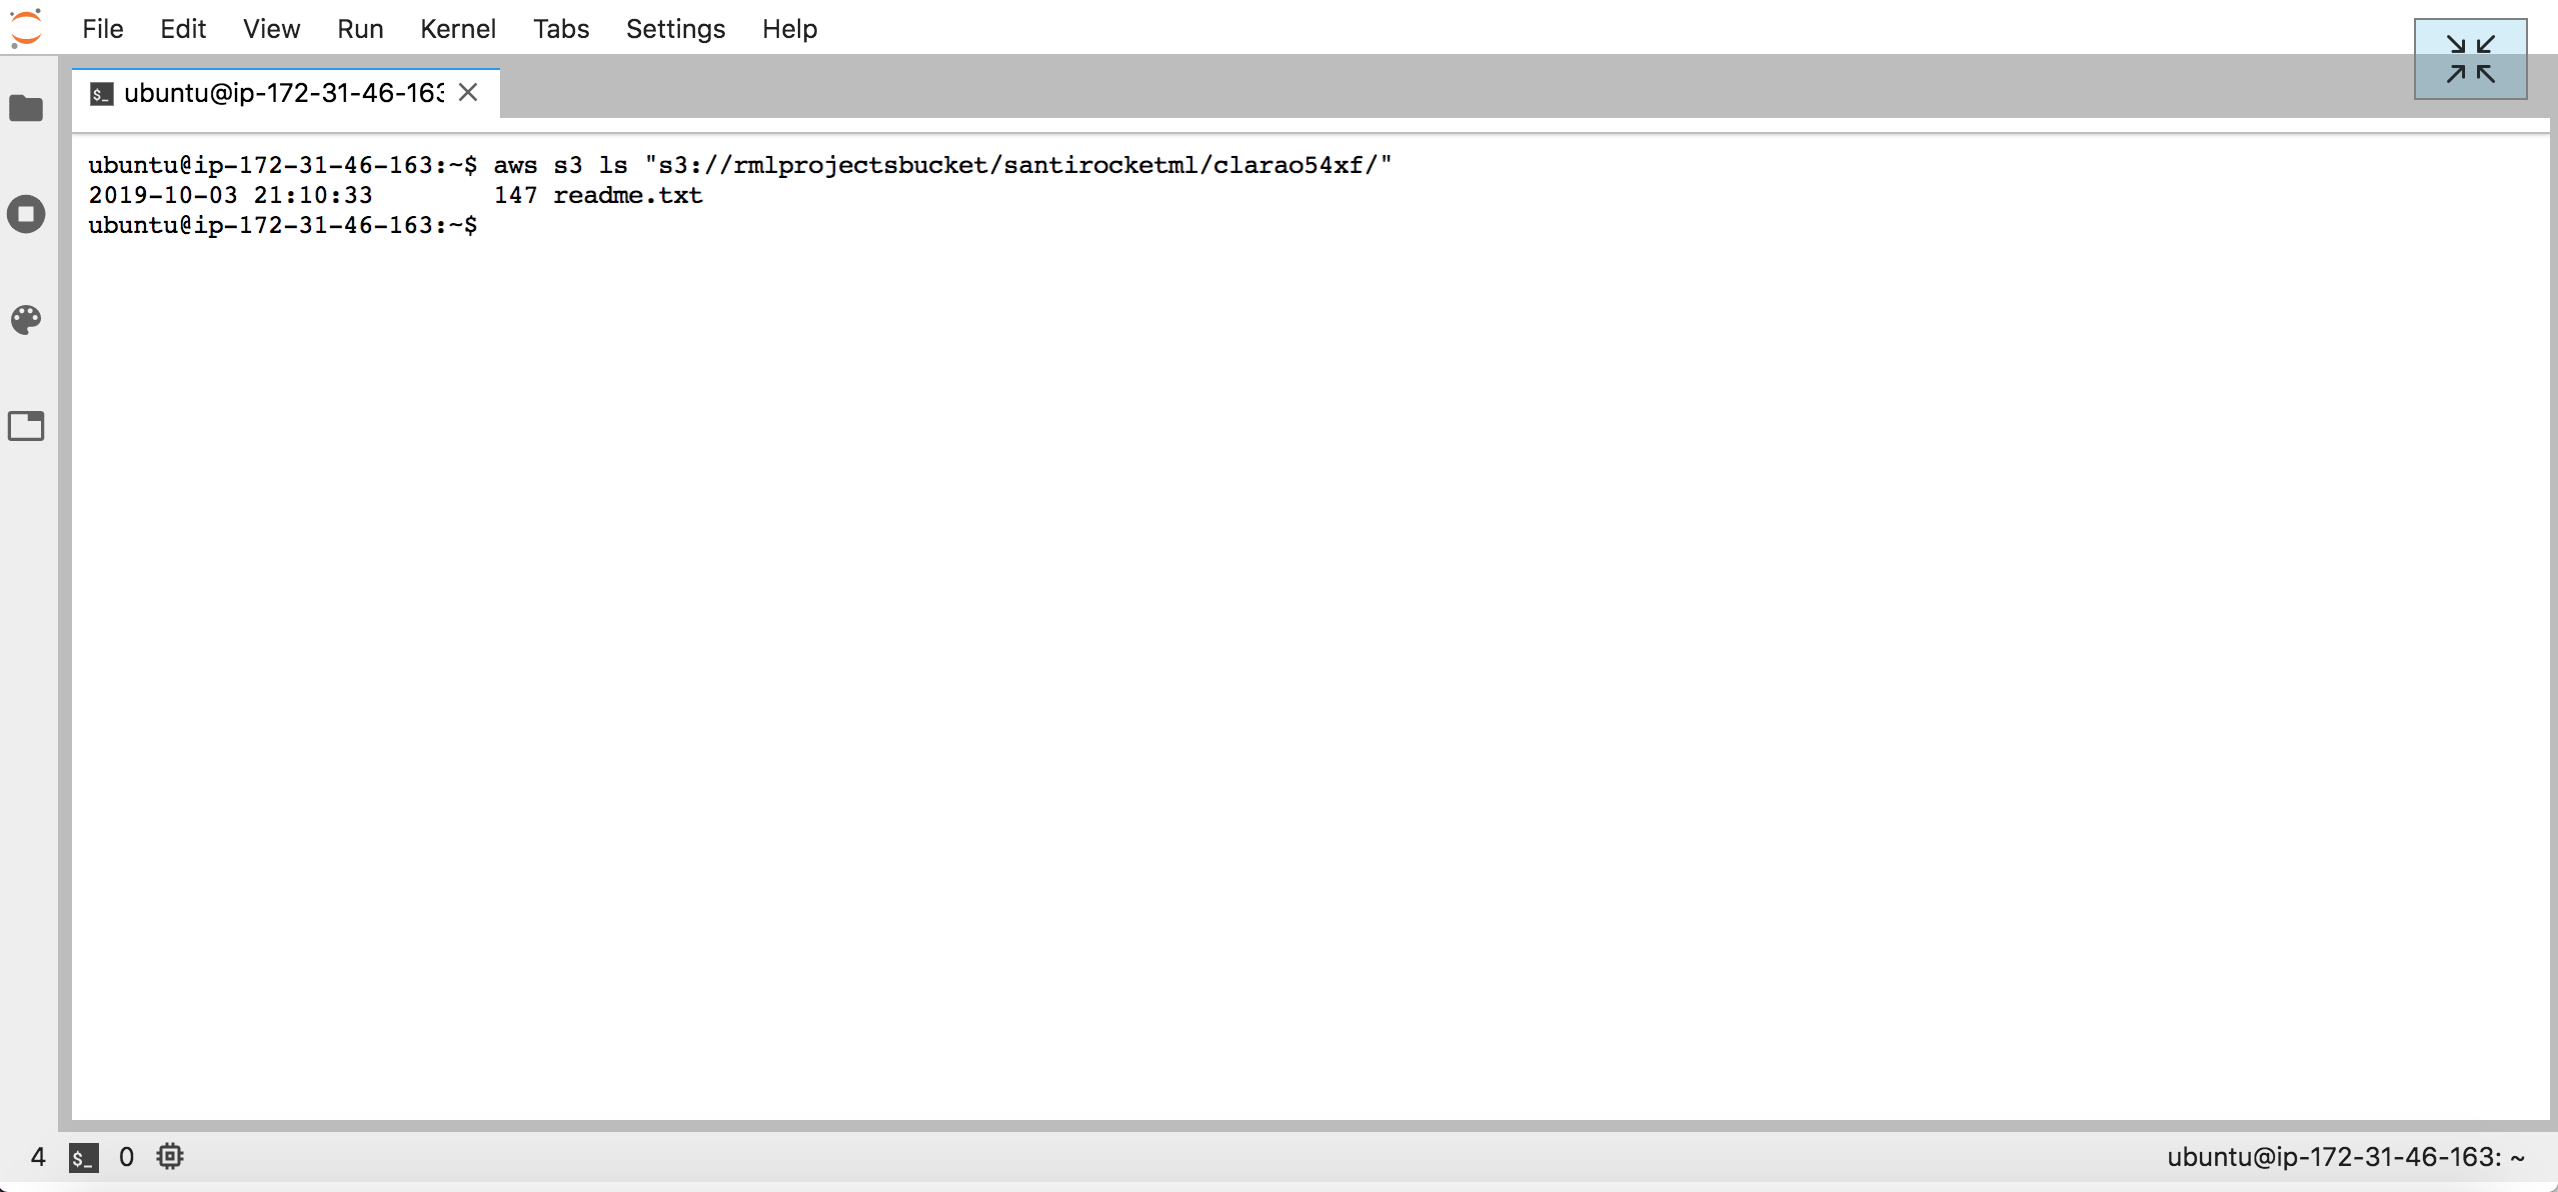 File Edit View Run Kernel Tabs Settings Help
$_ ubuntu@ip-172-31-46-163
ubuntu@ip-172-31-46-163:~$ aws s3 ls "s3://rmlprojectsbucket/santirocketml/clarao54xf/"
2019-10-03 21:10:33        147 readme.txt
ubuntu@ip-172-31-46-163:~$
4 $_ 0 ubuntu@ip-172-31-46-163: ~